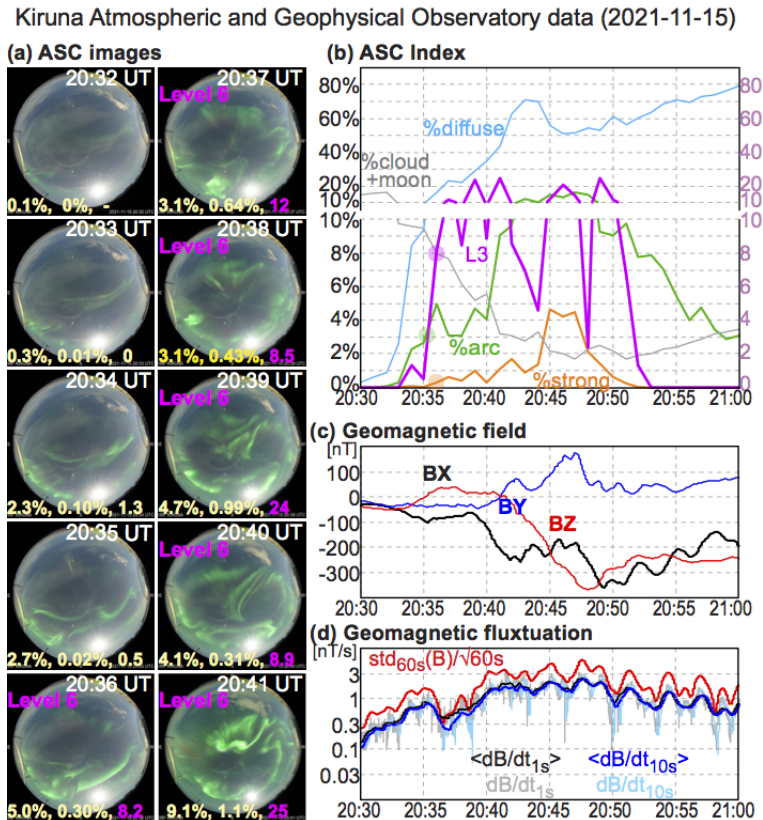 Kiruna Atmospheric and Geophysical Observatory data (2021-11-15)
(a) ASC images
20:32 UT
0.1%, 0%, -
20:37 UT
Level 6
3.1%, 0.64%, 12
20:33 UT
0.3%, 0.01%, 0
20:38 UT
Level 6
3.1%, 0.43%, 8.5
20:34 UT
2.3%, 0.10%, 1.3
20:39 UT
Level 6
4.7%, 0.99%, 24
20:35 UT
2.7%, 0.02%, 0.5
20:40 UT
Level 6
4.1%, 0.31%, 8.9
20:36 UT
Level 6
5.0%, 0.30%, 8.2
20:41 UT
Level 6
9.1%, 1.1%, 25
(b) ASC Index
80% 80
60% 60
40% 40
20% 20
10% 10
10% 10
8% 8
6% 6
4% 4
2% 2
0% 0
%diffuse
%cloud
+moon
L3
%arc
%strong
20:30 20:35 20:40 20:45 20:50 20:55 21:00
(c) Geomagnetic field
[nT]
100
0
-100
-200
-300
BX
BY
BZ
20:30 20:35 20:40 20:45 20:50 20:55 21:00
(d) Geomagnetic fluxtuation
[nT/s]
3
1
0.3
0.1
0.03
std60s(B)/√60s
<dB/dt1s> <dB/dt10s>
dB/dt1s dB/dt10s
20:30 20:35 20:40 20:45 20:50 20:55 21:00